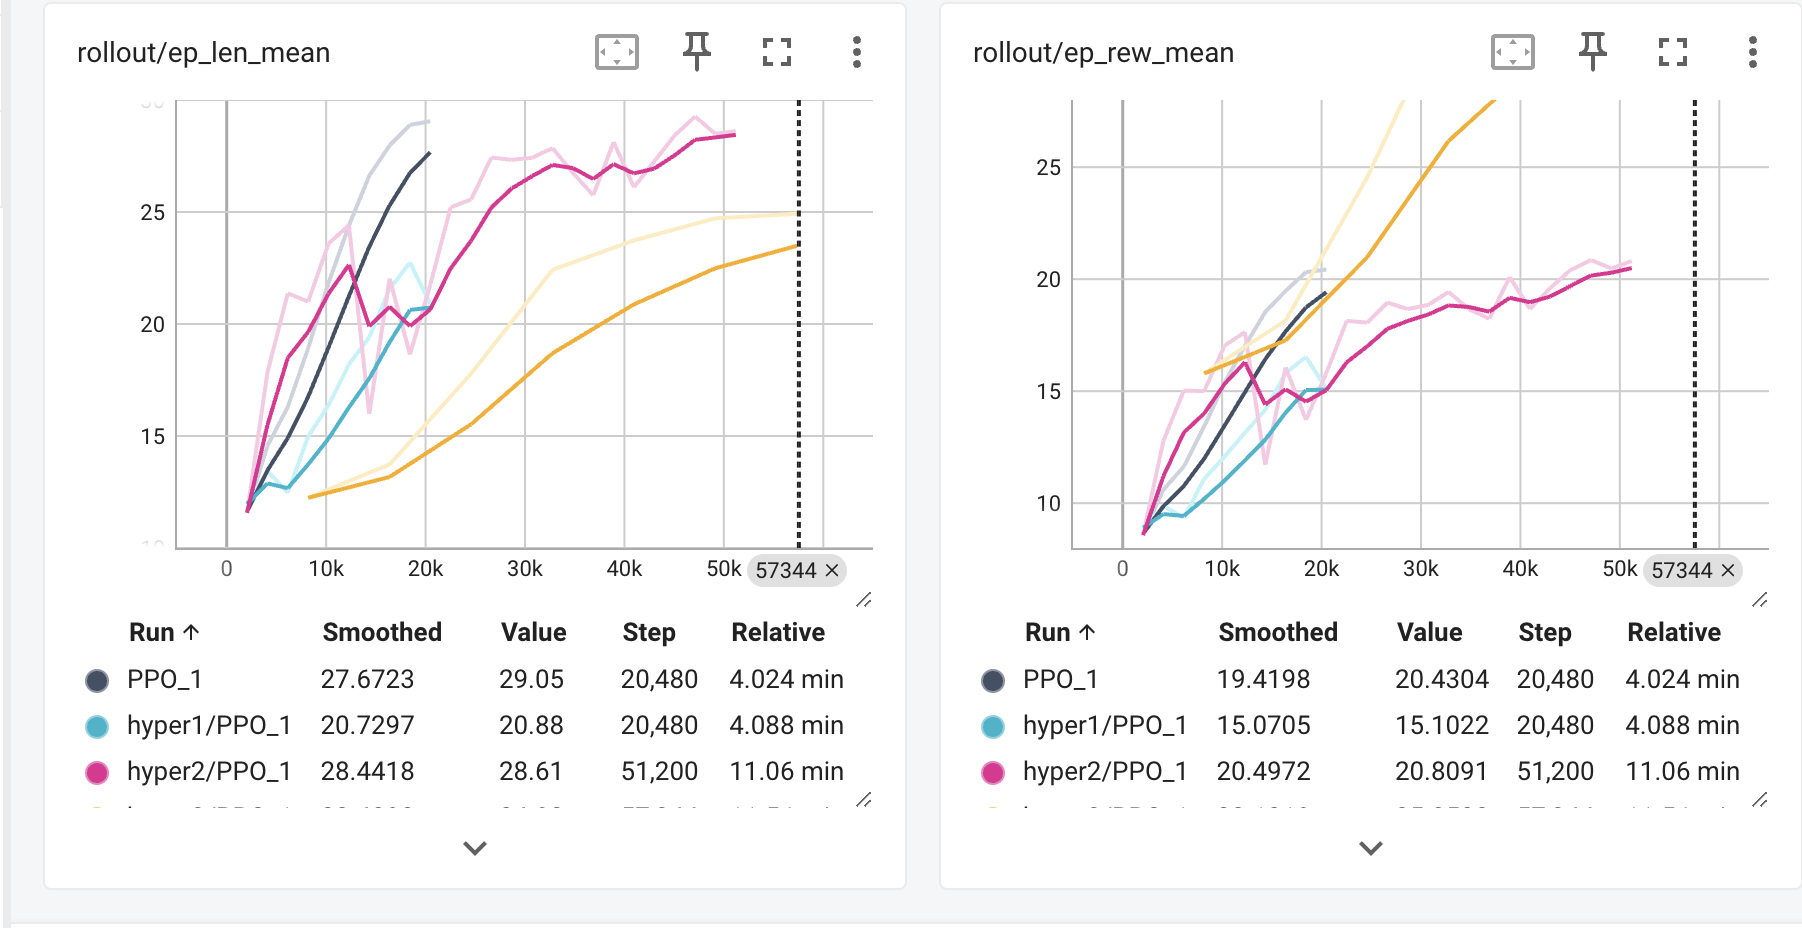 rollout/ep_len_mean
25
20
15
0 10k 20k 30k 40k 50k 57344 ×
Run ↑ Smoothed Value Step Relative
PPO_1 27.6723 29.05 20,480 4.024 min
hyper1/PPO_1 20.7297 20.88 20,480 4.088 min
hyper2/PPO_1 28.4418 28.61 51,200 11.06 min
rollout/ep_rew_mean
25
20
15
10
0 10k 20k 30k 40k 50k 57344 ×
Run ↑ Smoothed Value Step Relative
PPO_1 19.4198 20.4304 20,480 4.024 min
hyper1/PPO_1 15.0705 15.1022 20,480 4.088 min
hyper2/PPO_1 20.4972 20.8091 51,200 11.06 min